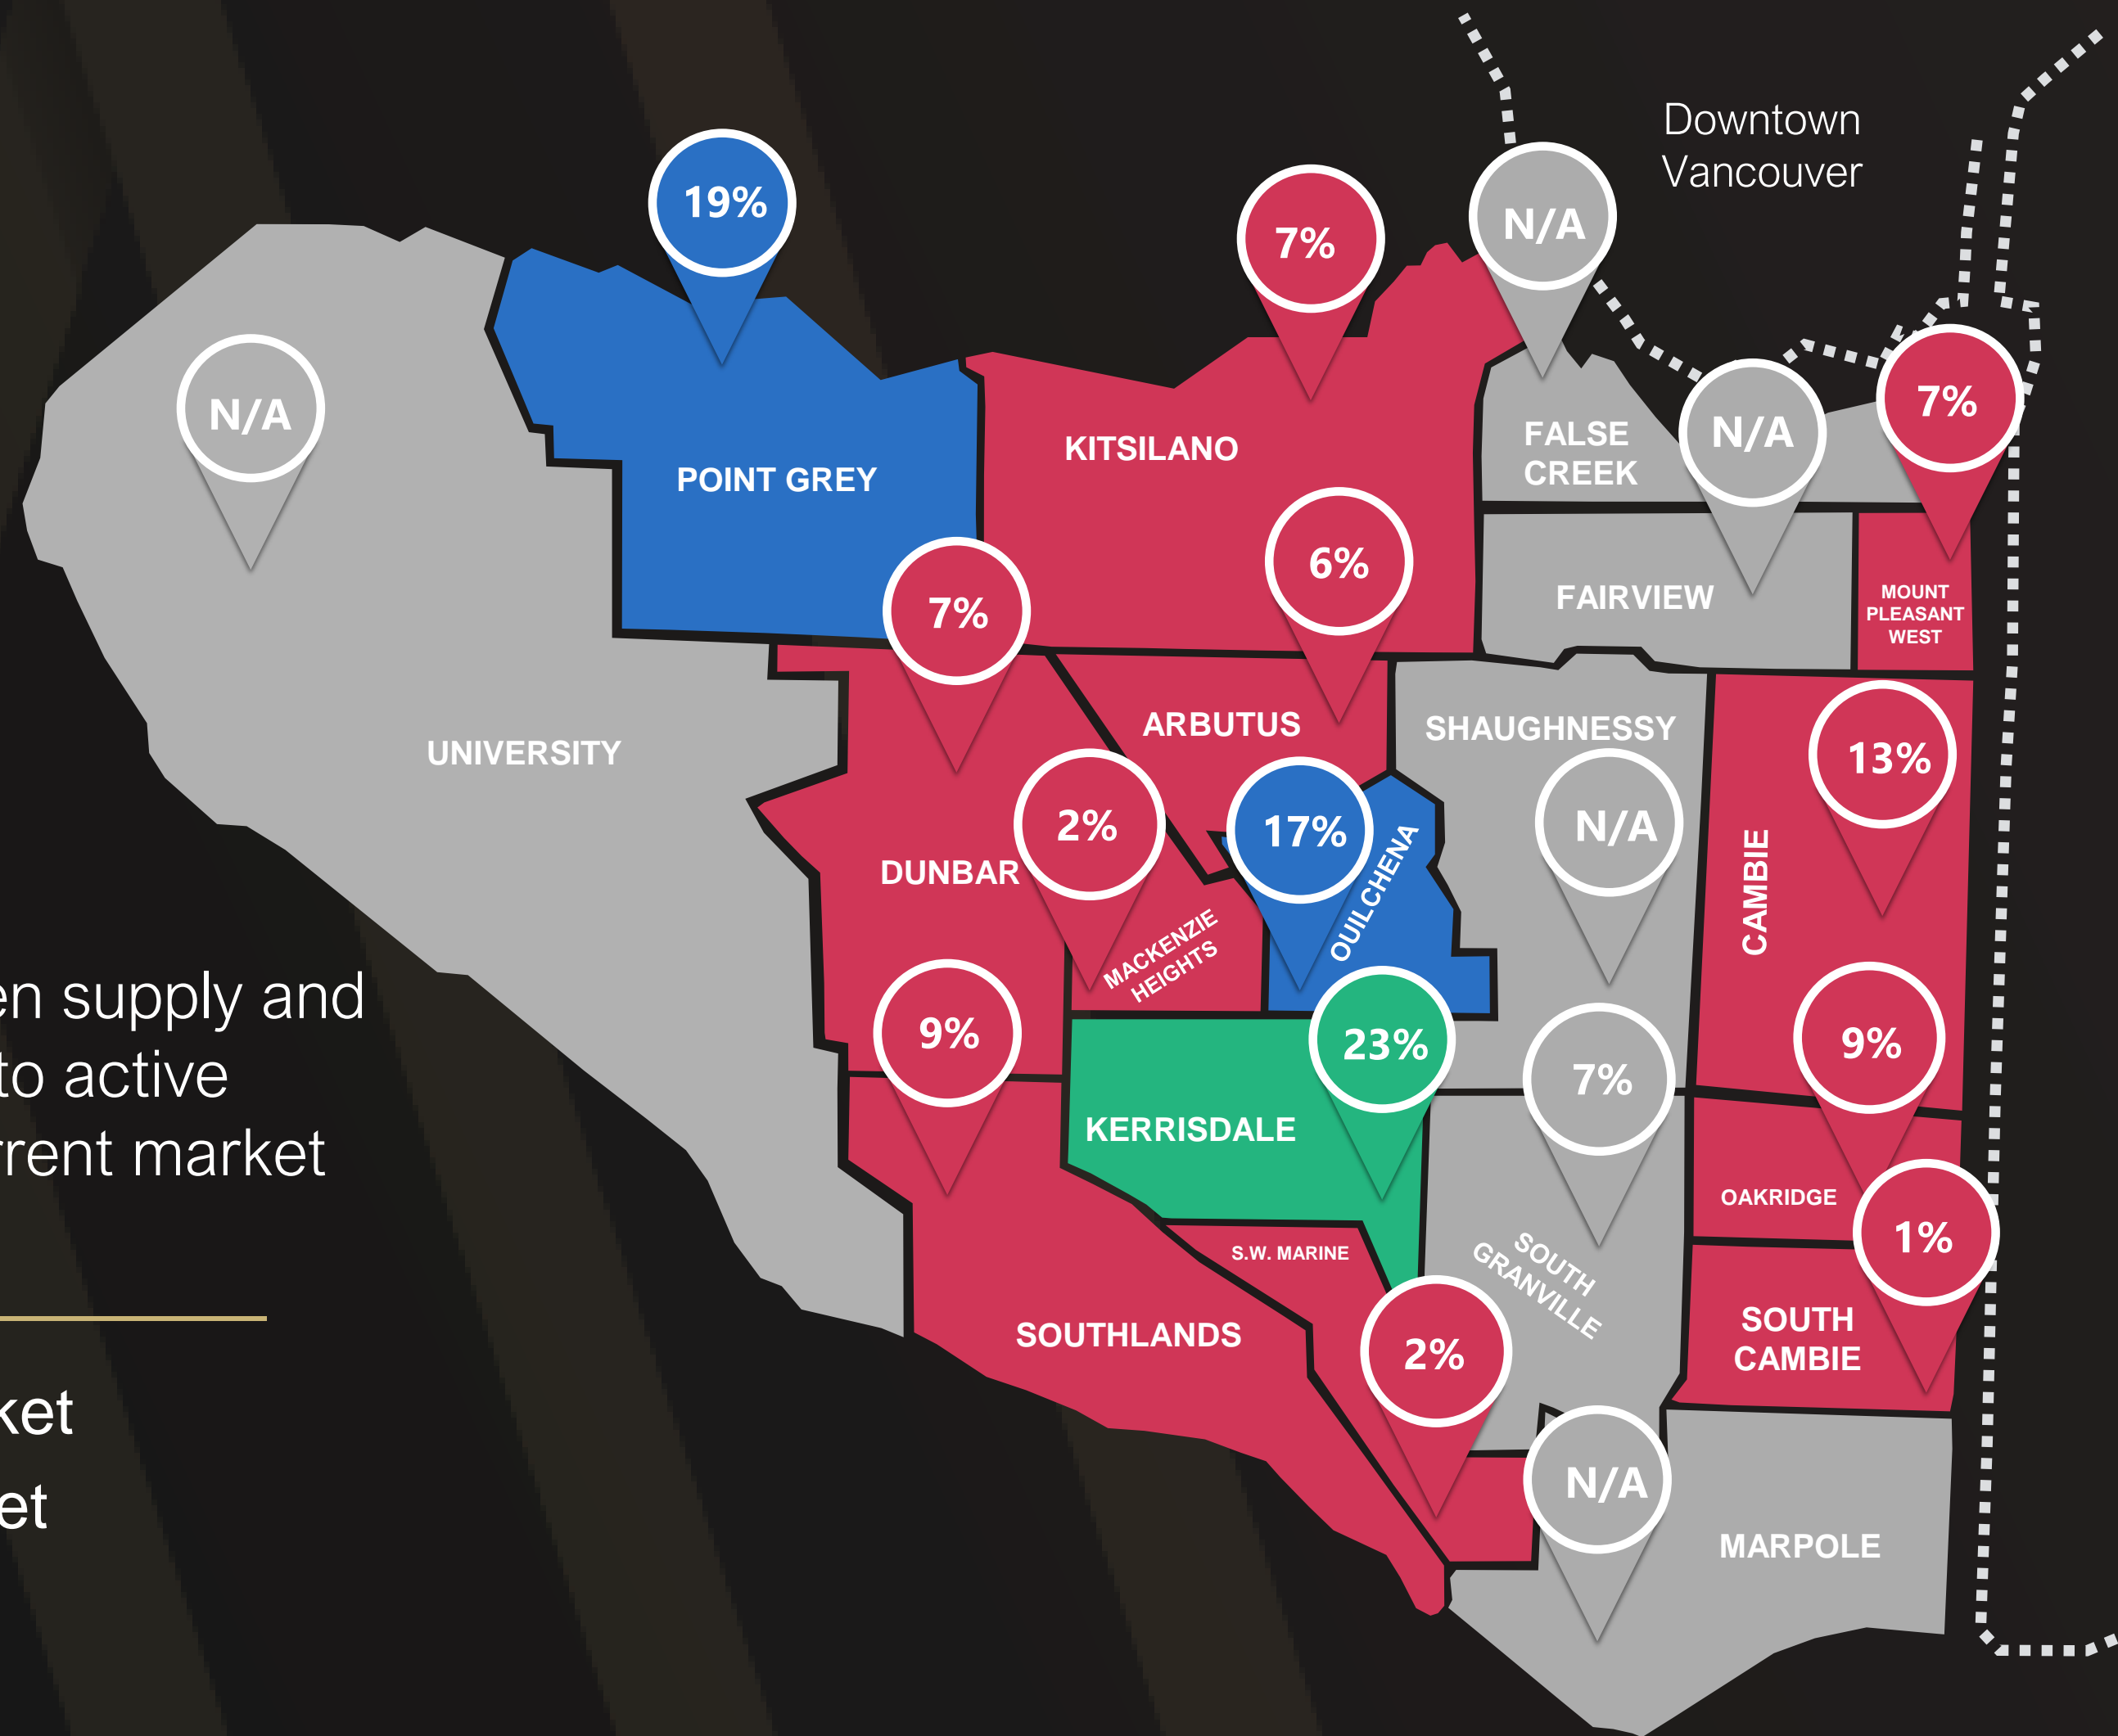 Downtown
Vancouver
19%
7%
N/A
N/A
N/A
7%
KITSILANO
FALSE
CREEK
POINT GREY
7%
6%
FAIRVIEW
MOUNT
PLEASANT
WEST
UNIVERSITY
ARBUTUS
SHAUGHNESSY
13%
2%
17%
N/A
DUNBAR
OUILCHENA
CAMBIE
MACKENZIE
HEIGHTS
en supply and
9%
23%
9%
to active
7%
KERRISDALE
rrent market
OAKRIDGE
1%
S.W. MARINE
SOUTH
GRANVILLE
SOUTHLANDS
2%
SOUTH
CAMBIE
ket
N/A
et
MARPOLE